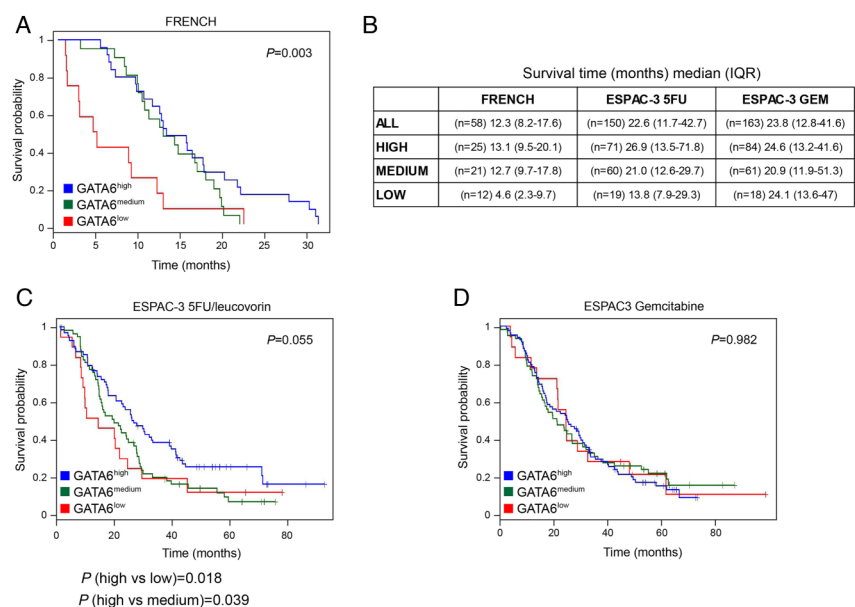 A
FRENCH
P=0.003
Survival probability
1.0
0.8
0.6
0.4
0.2
0
GATA6high
GATA6medium
GATA6low
0 5 10 15 20 25 30
Time (months)
B
Survival time (months) median (IQR)
FRENCH ESPAC-3 5FU ESPAC-3 GEM
ALL (n=58) 12.3 (8.2-17.6) (n=150) 22.6 (11.7-42.7) (n=163) 23.8 (12.8-41.6)
HIGH (n=25) 13.1 (9.5-20.1) (n=71) 26.9 (13.5-71.8) (n=84) 24.6 (13.2-41.6)
MEDIUM (n=21) 12.7 (9.7-17.8) (n=60) 21.0 (12.6-29.7) (n=61) 20.9 (11.9-51.3)
LOW (n=12) 4.6 (2.3-9.7) (n=19) 13.8 (7.9-29.3) (n=18) 24.1 (13.6-47)
C
ESPAC-3 5FU/leucovorin
P=0.055
Survival probability
1.0
0.8
0.6
0.4
0.2
0
GATA6high
GATA6medium
GATA6low
0 20 40 60 80
Time (months)
P (high vs low)=0.018
P (high vs medium)=0.039
D
ESPAC3 Gemcitabine
P=0.982
Survival probability
1.0
0.8
0.6
0.4
0.2
0
GATA6high
GATA6medium
GATA6low
0 20 40 60 80
Time (months)